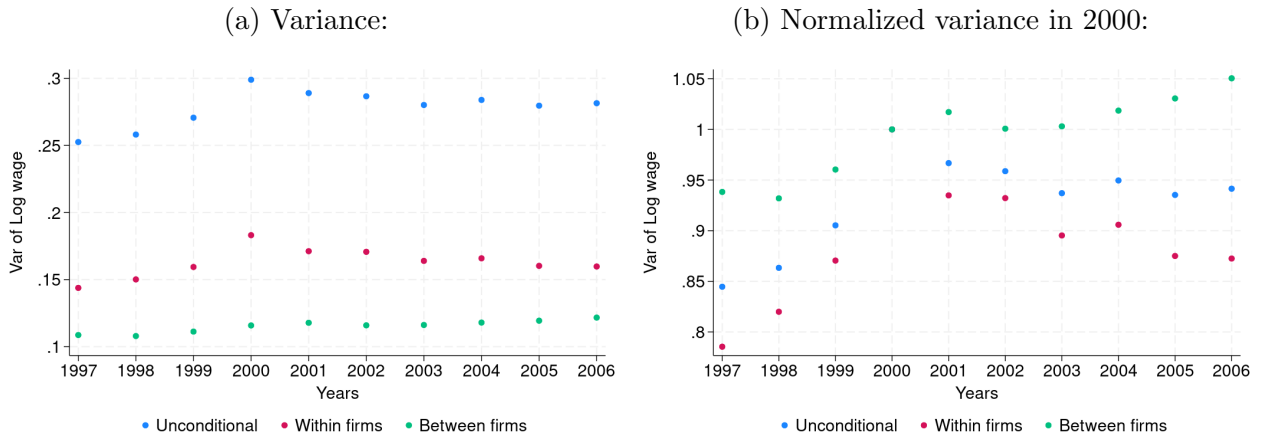 (a) Variance:
Var of Log wage
.3
.25
.2
.15
.1
1997 1998 1999 2000 2001 2002 2003 2004 2005 2006
Years
Unconditional Within firms Between firms
(b) Normalized variance in 2000:
Var of Log wage
1.05
1
.95
.9
.85
.8
1997 1998 1999 2000 2001 2002 2003 2004 2005 2006
Years
Unconditional Within firms Between firms